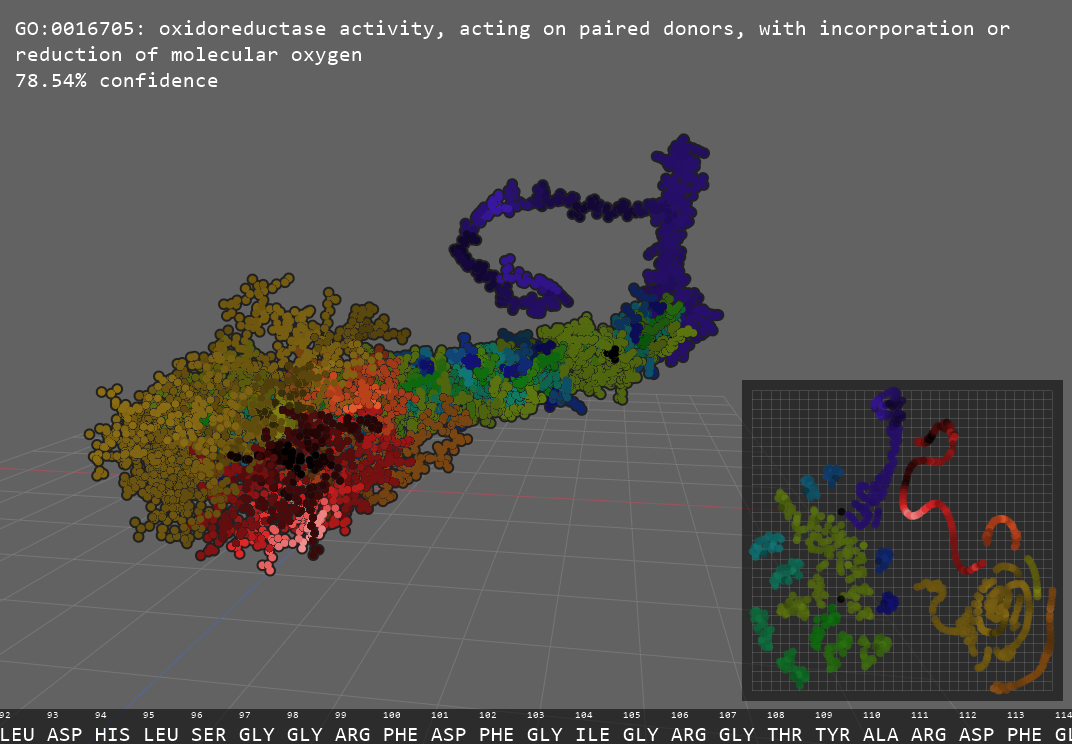 GO:0016705: oxidoreductase activity, acting on paired donors, with incorporation or
reduction of molecular oxygen
78.54% confidence
92 93 94 95 96 97 98 99 100 101 102 103 104 105 106 107 108 109 110 111 112 113 114
LEU ASP HIS LEU SER GLY GLY ARG PHE ASP PHE GLY ILE GLY ARG GLY THR TYR ALA ARG ASP PHE